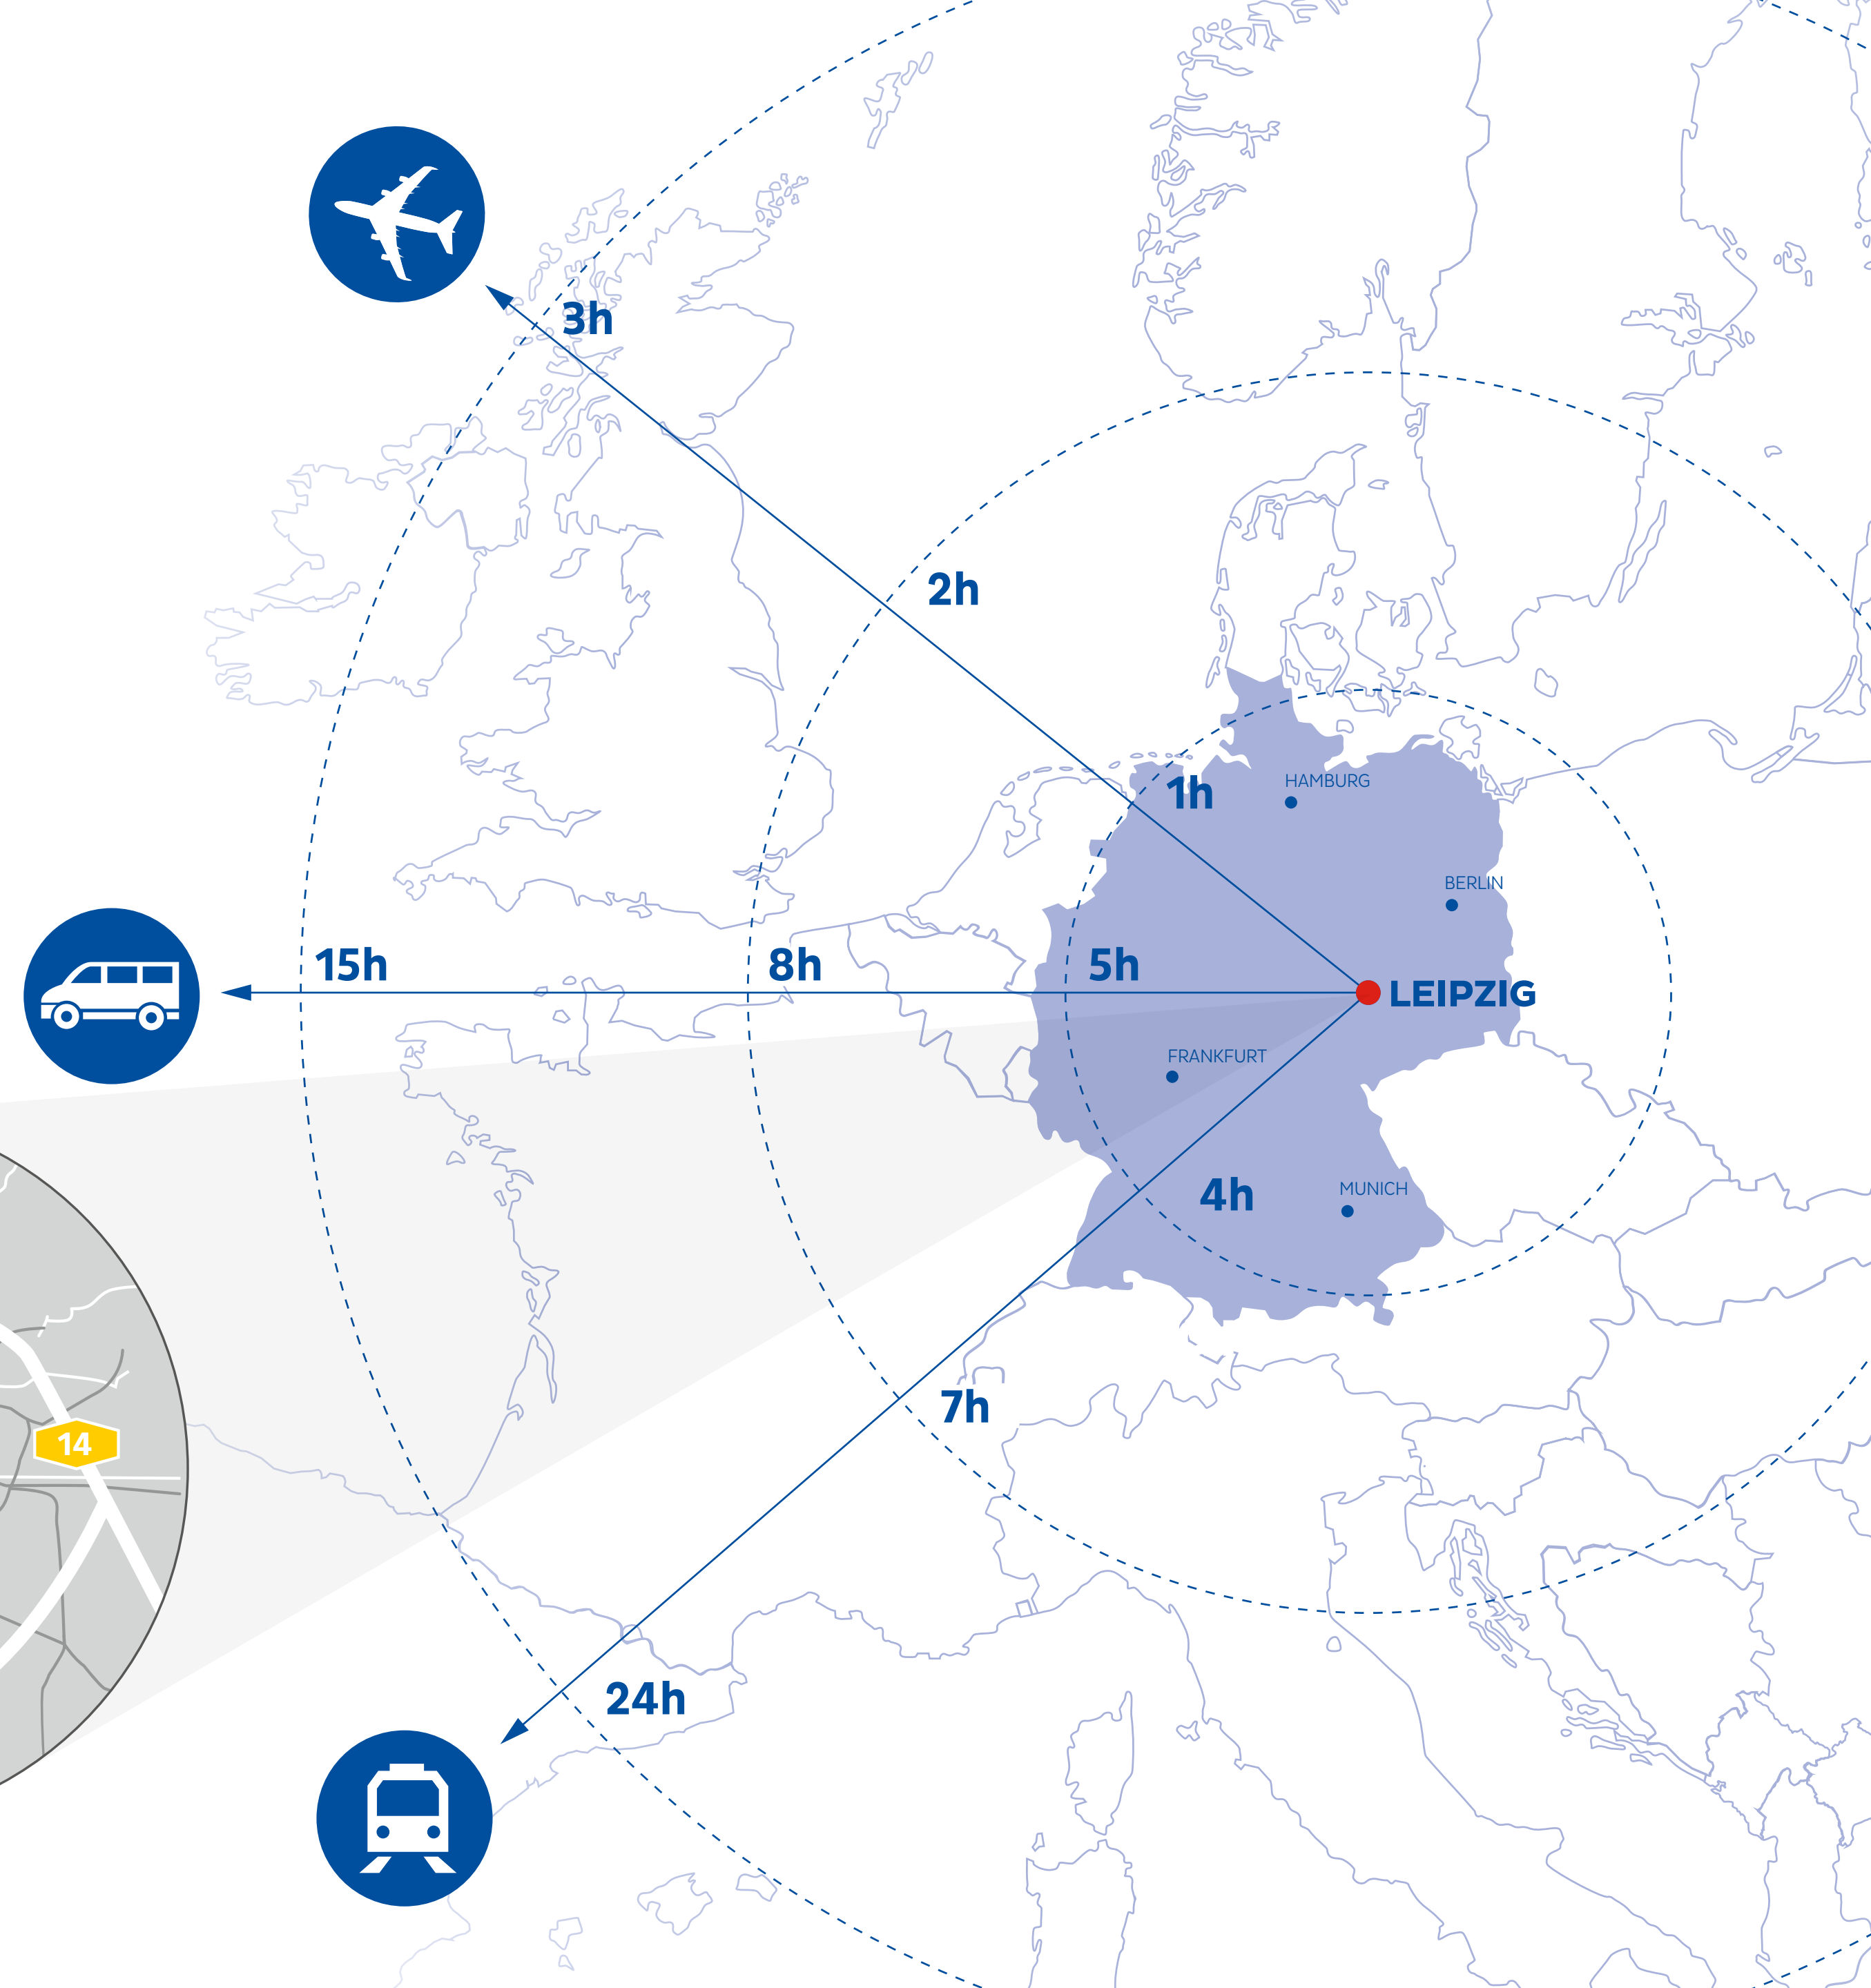 3h
2h
1h
HAMBURG
BERLIN
15h
8h
5h
LEIPZIG
FRANKFURT
4h
MUNICH
7h
14
24h